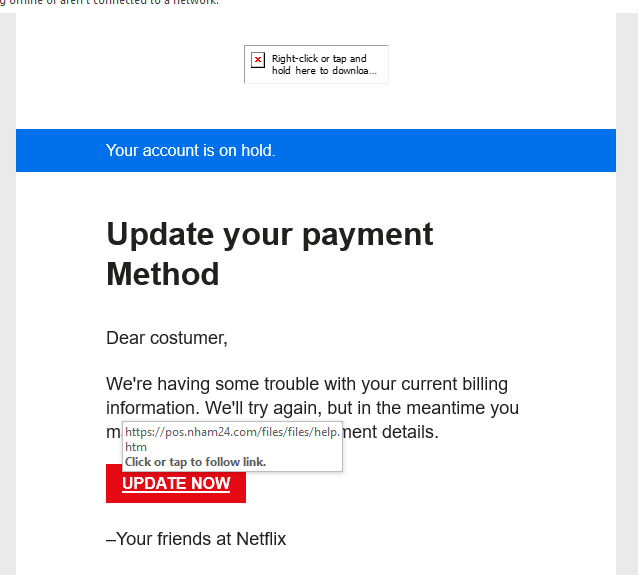 g offline or aren't connected to a network.
Right-click or tap and
hold here to downloa...
Your account is on hold.
Update your payment
Method
Dear costumer,
We're having some trouble with your current billing
information. We'll try again, but in the meantime you
https://pos.nham24.com/files/files/help.
htm
Click or tap to follow link.
details.
UPDATE NOW
–Your friends at Netflix